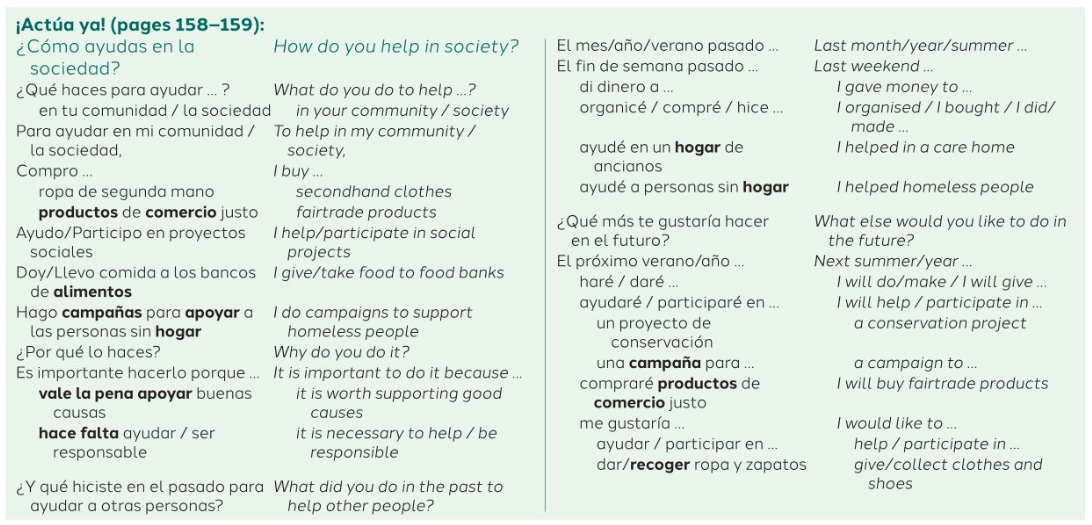 ¡Actúa ya! (pages 158–159):
¿Cómo ayudas en la How do you help in society?
sociedad?
¿Qué haces para ayudar ... ? What do you do to help ...?
en tu comunidad / la sociedad in your community / society
Para ayudar en mi comunidad / To help in my community /
la sociedad, society,
Compro ... I buy ...
ropa de segunda mano secondhand clothes
productos de comercio justo fairtrade products
Ayudo/Participo en proyectos I help/participate in social
sociales projects
Doy/Llevo comida a los bancos I give/take food to food banks
de alimentos
Hago campañas para apoyar a I do campaigns to support
las personas sin hogar homeless people
¿Por qué lo haces? Why do you do it?
Es importante hacerlo porque ... It is important to do it because ...
vale la pena apoyar buenas it is worth supporting good
causas causes
hace falta ayudar / ser it is necessary to help / be
responsable responsible
¿Y qué hiciste en el pasado para What did you do in the past to
ayudar a otras personas? help other people?
El mes/año/verano pasado ... Last month/year/summer ...
El fin de semana pasado ... Last weekend ...
di dinero a ... I gave money to ...
organicé / compré / hice ... I organised / I bought / I did/
made ...
ayudé en un hogar de I helped in a care home
ancianos
ayudé a personas sin hogar I helped homeless people
¿Qué más te gustaría hacer What else would you like to do in
en el futuro? the future?
El próximo verano/año ... Next summer/year ...
haré / daré ... I will do/make / I will give ...
ayudaré / participaré en ... I will help / participate in ...
un proyecto de a conservation project
conservación
una campaña para ... a campaign to ...
compraré productos de I will buy fairtrade products
comercio justo
me gustaría ... I would like to ...
ayudar / participar en ... help / participate in ...
dar/recoger ropa y zapatos give/collect clothes and
shoes